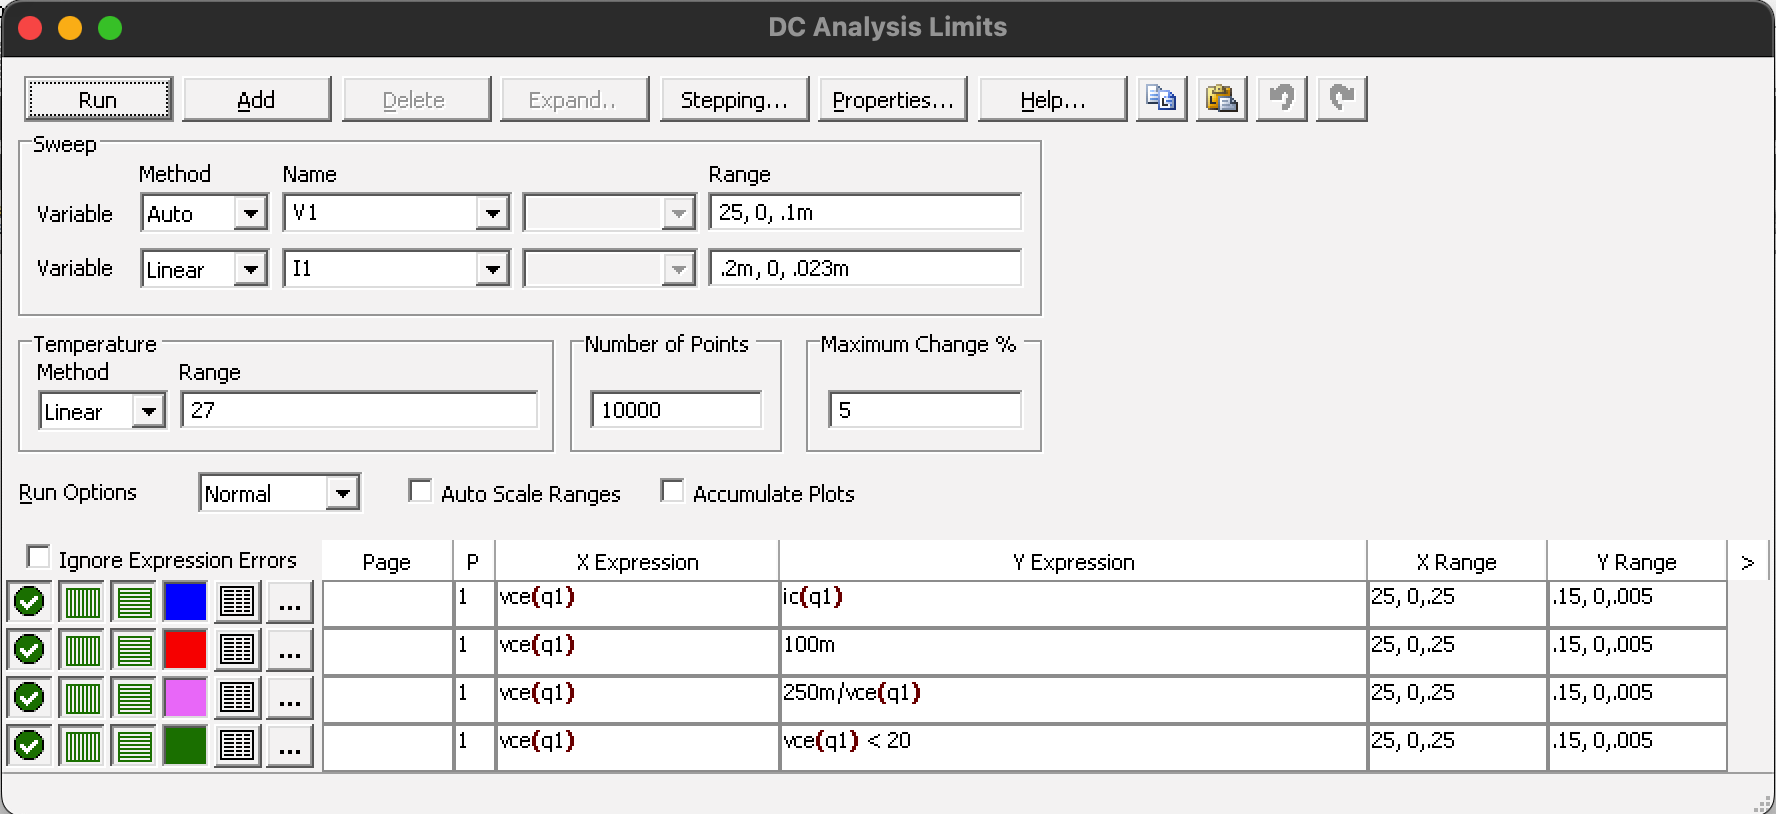 DC Analysis Limits
Run Add Delete Expand.. Stepping... Properties... Help...
Sweep
Method Name Range
Variable Auto V1 25, 0, .1m
Variable Linear I1 .2m, 0, .023m
Temperature Number of Points Maximum Change %
Method Range
Linear 27 10000 5
Run Options Normal Auto Scale Ranges Accumulate Plots
Ignore Expression Errors Page P X Expression Y Expression X Range Y Range >
... 1 vce(q1) ic(q1) 25, 0,.25 .15, 0,.005
... 1 vce(q1) 100m 25, 0,.25 .15, 0,.005
... 1 vce(q1) 250m/vce(q1) 25, 0,.25 .15, 0,.005
... 1 vce(q1) vce(q1) < 20 25, 0,.25 .15, 0,.005